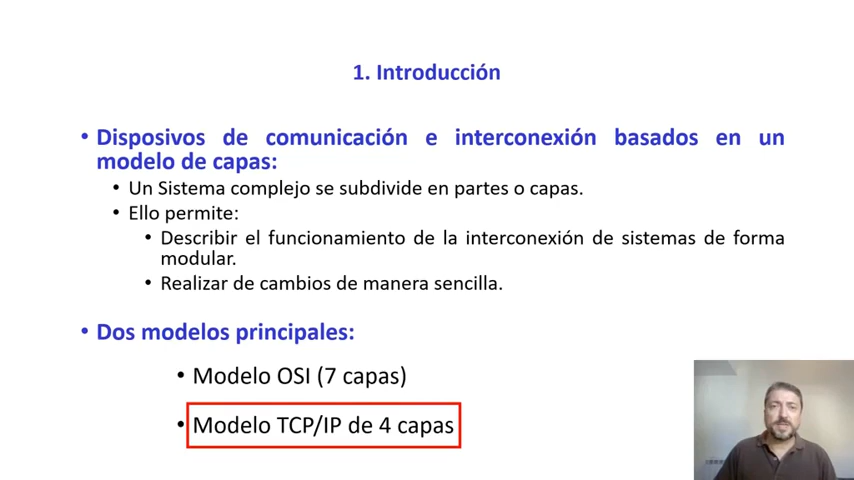 1. Introducción
• Disposivos de comunicación e interconexión basados en un
modelo de capas:
• Un Sistema complejo se subdivide en partes o capas.
• Ello permite:
• Describir el funcionamiento de la interconexión de sistemas de forma
modular.
• Realizar de cambios de manera sencilla.
• Dos modelos principales:
• Modelo OSI (7 capas)
• Modelo TCP/IP de 4 capas